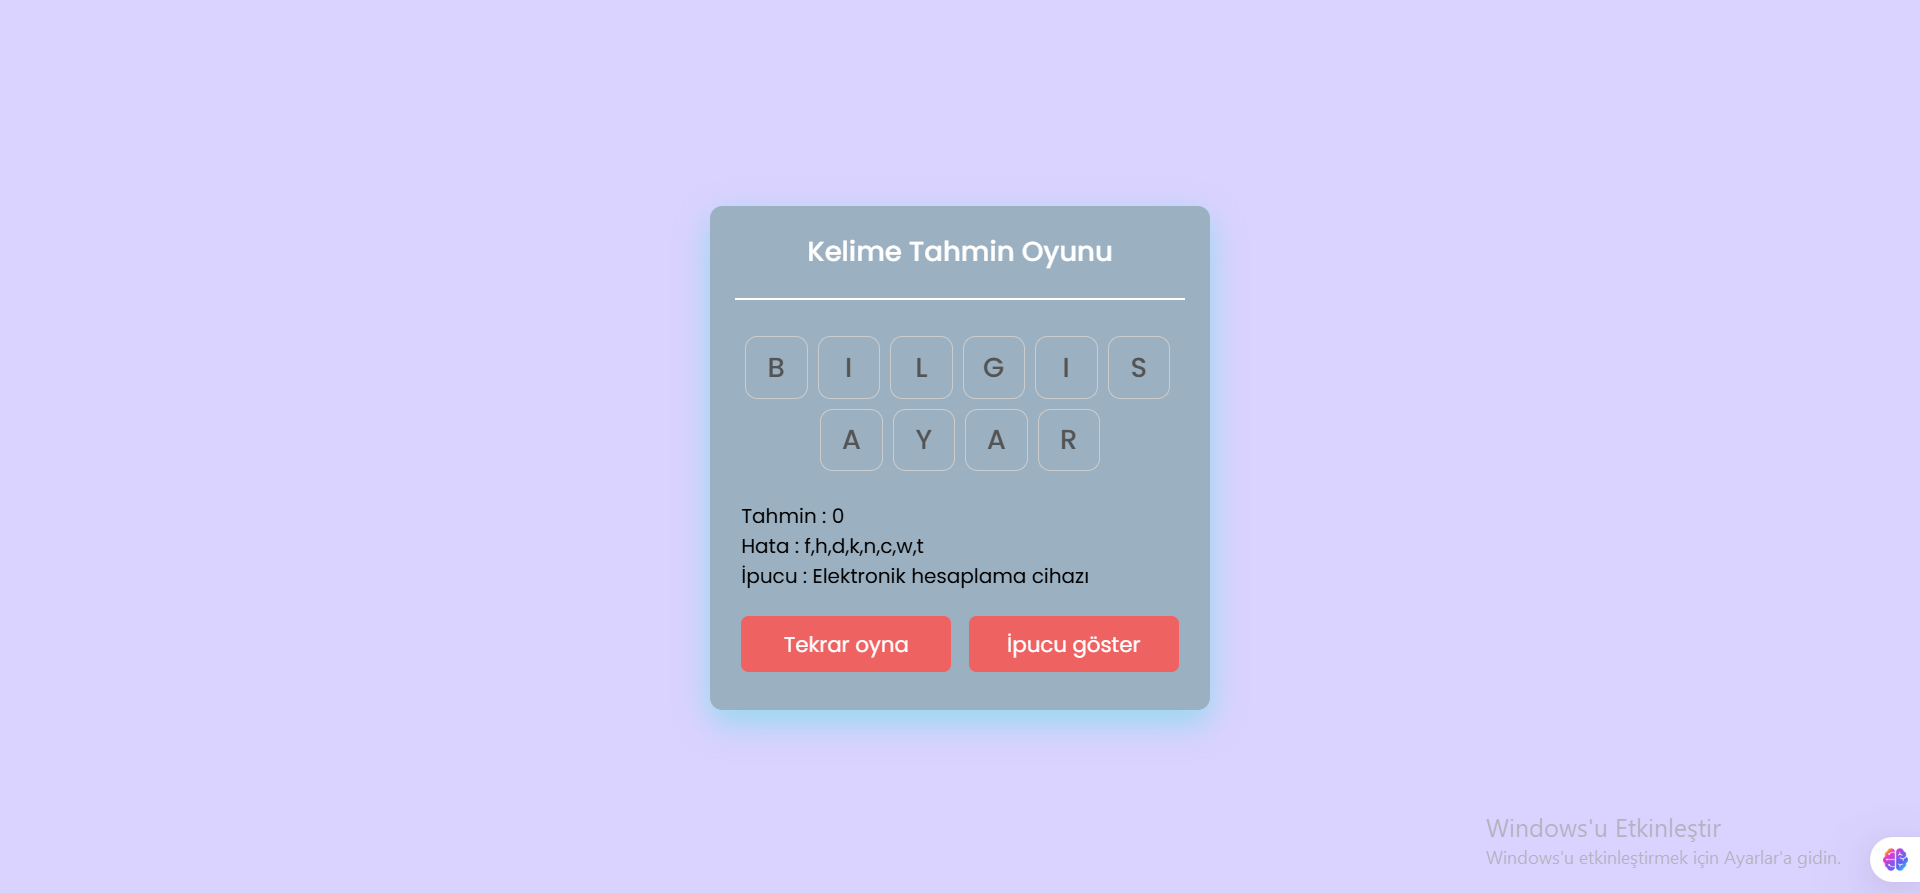 Kelime Tahmin Oyunu
B I L G I S
A Y A R
Tahmin : 0
Hata : f,h,d,k,n,c,w,t
İpucu : Elektronik hesaplama cihazı
Tekrar oyna İpucu göster
Windows'u Etkinleştir
Windows'u etkinleştirmek için Ayarlar'a gidin.